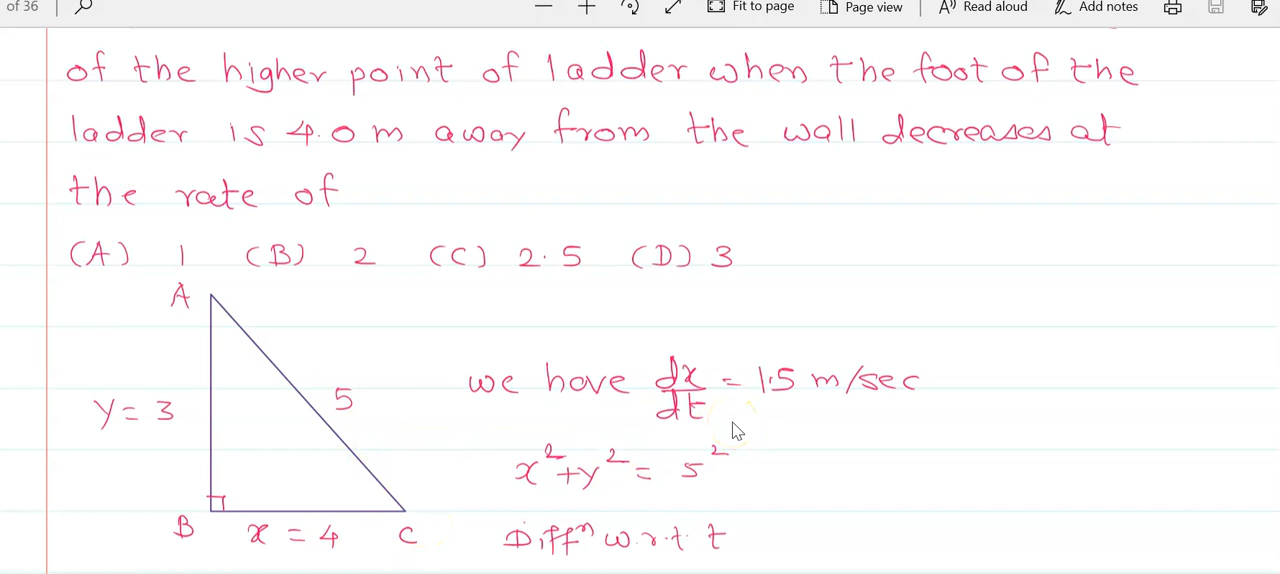 of 36 Fit to page Page view Read aloud Add notes
of the higher point of ladder when the foot of the
ladder is 4.0 m away from the wall decreases at
the rate of
(A) 1 (B) 2 (C) 2.5 (D) 3
A
we have dx/dt = 1.5 m/sec
5
y = 3
x²+y² = 5²
B x = 4 C
Diffⁿ w.r.t. t